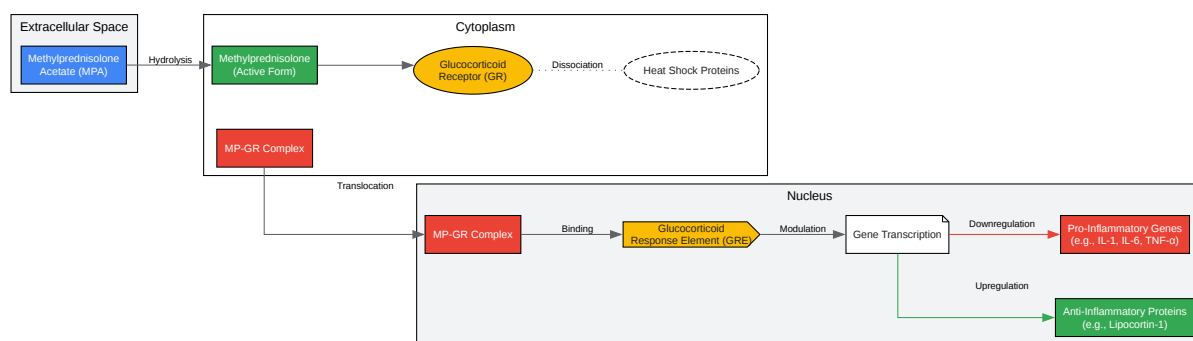 Extracellular Space
Methylprednisolone
Acetate (MPA)
Hydrolysis
Cytoplasm
Methylprednisolone
(Active Form)
Glucocorticoid
Receptor (GR)
Dissociation
Heat Shock Proteins
MP-GR Complex
Translocation
Nucleus
MP-GR Complex
Binding
Glucocorticoid
Response Element (GRE)
Modulation
Gene Transcription
Downregulation
Pro-Inflammatory Genes
(e.g., IL-1, IL-6, TNF-α)
Upregulation
Anti-Inflammatory Proteins
(e.g., Lipocortin-1)